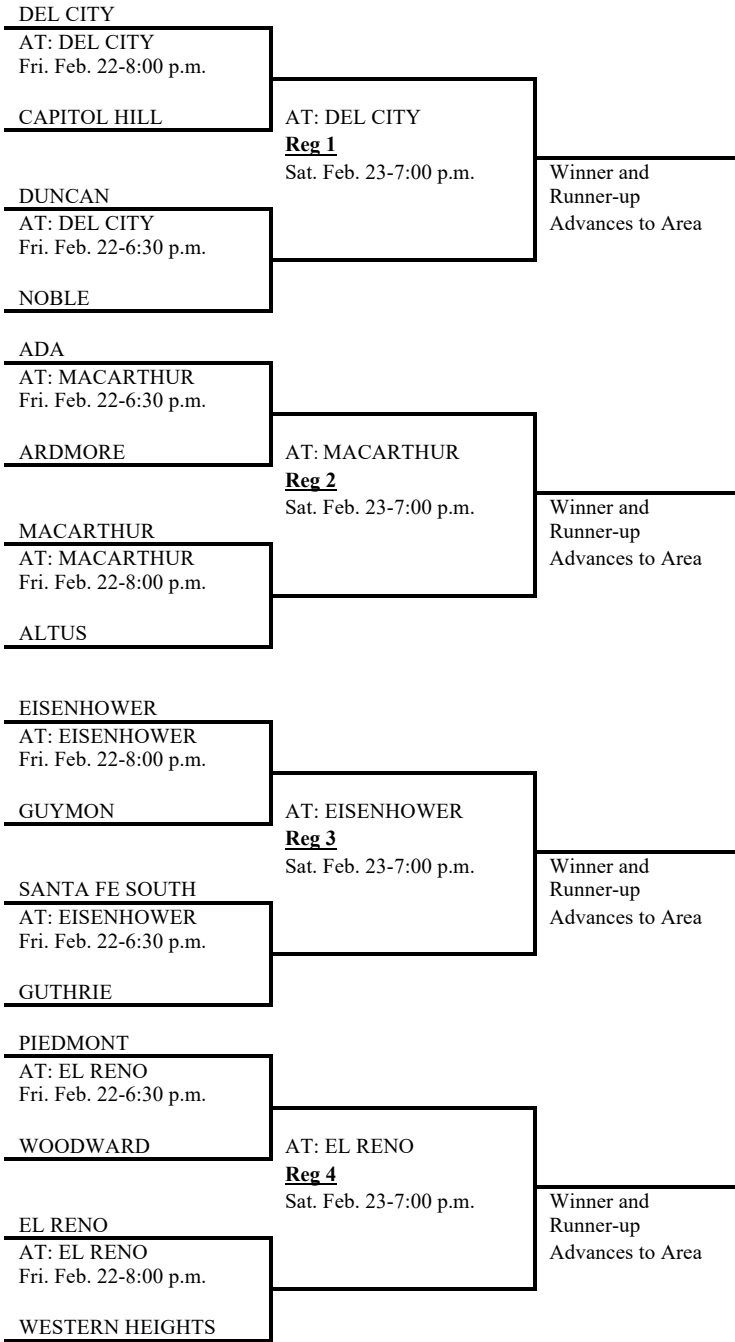 DEL CITY
AT: DEL CITY
Fri. Feb. 22-8:00 p.m.
CAPITOL HILL
AT: DEL CITY
Reg 1
Sat. Feb. 23-7:00 p.m.
Winner and
Runner-up
Advances to Area
DUNCAN
AT: DEL CITY
Fri. Feb. 22-6:30 p.m.
NOBLE
ADA
AT: MACARTHUR
Fri. Feb. 22-6:30 p.m.
ARDMORE
AT: MACARTHUR
Reg 2
Sat. Feb. 23-7:00 p.m.
Winner and
Runner-up
Advances to Area
MACARTHUR
AT: MACARTHUR
Fri. Feb. 22-8:00 p.m.
ALTUS
EISENHOWER
AT: EISENHOWER
Fri. Feb. 22-8:00 p.m.
GUYMON
AT: EISENHOWER
Reg 3
Sat. Feb. 23-7:00 p.m.
Winner and
Runner-up
Advances to Area
SANTA FE SOUTH
AT: EISENHOWER
Fri. Feb. 22-6:30 p.m.
GUTHRIE
PIEDMONT
AT: EL RENO
Fri. Feb. 22-6:30 p.m.
WOODWARD
AT: EL RENO
Reg 4
Sat. Feb. 23-7:00 p.m.
Winner and
Runner-up
Advances to Area
EL RENO
AT: EL RENO
Fri. Feb. 22-8:00 p.m.
WESTERN HEIGHTS